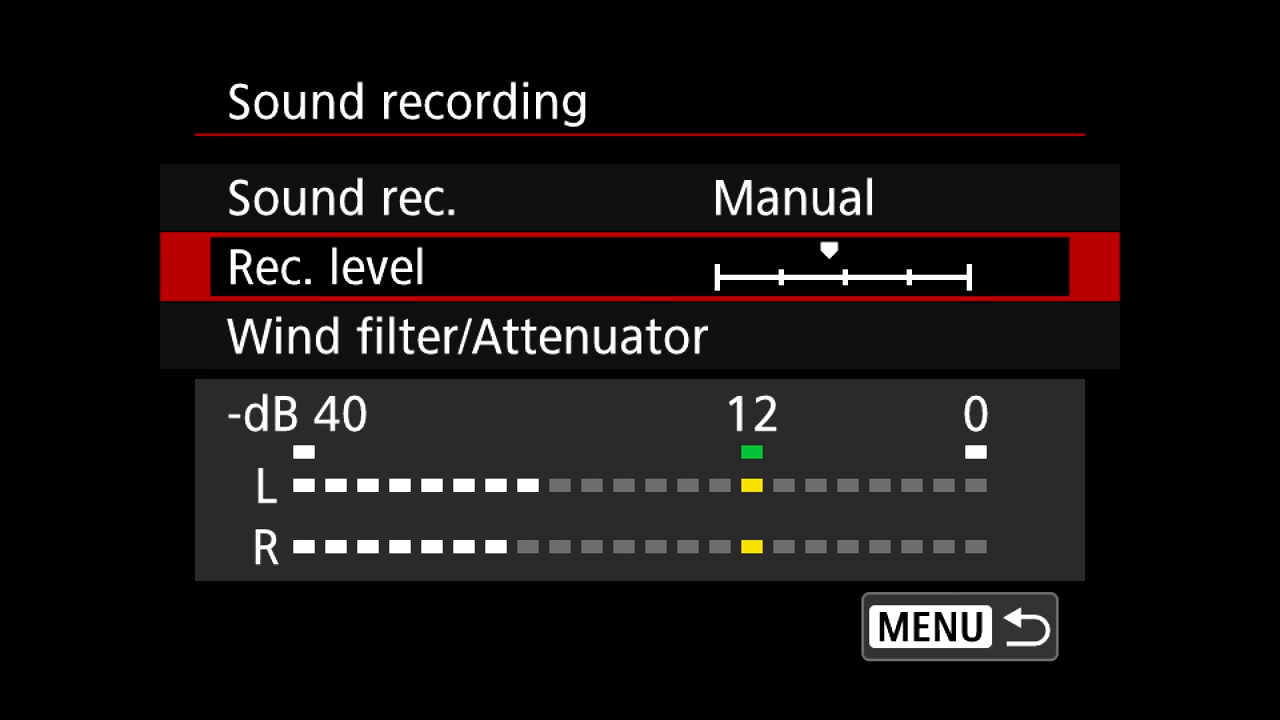 Sound recording
Sound rec. Manual
Rec. level
Wind filter/Attenuator
-dB 40 12 0
L
R
MENU